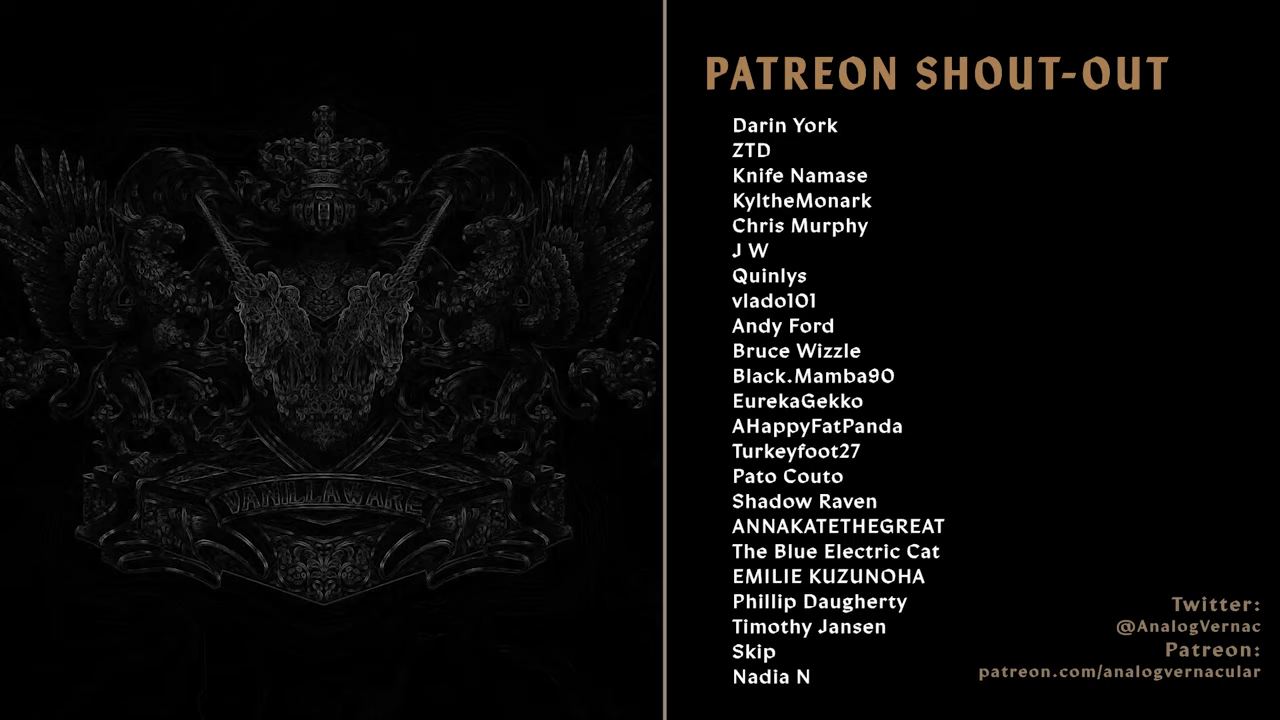 VANILLAWARE
PATREON SHOUT-OUT
Darin York
ZTD
Knife Namase
KyltheMonark
Chris Murphy
J W
Quinlys
vlado101
Andy Ford
Bruce Wizzle
Black.Mamba90
EurekaGekko
AHappyFatPanda
Turkeyfoot27
Pato Couto
Shadow Raven
ANNAKATETHEGREAT
The Blue Electric Cat
EMILIE KUZUNOHA
Phillip Daugherty
Timothy Jansen
Skip
Nadia N
Twitter:
@AnalogVernac
Patreon:
patreon.com/analogvernacular